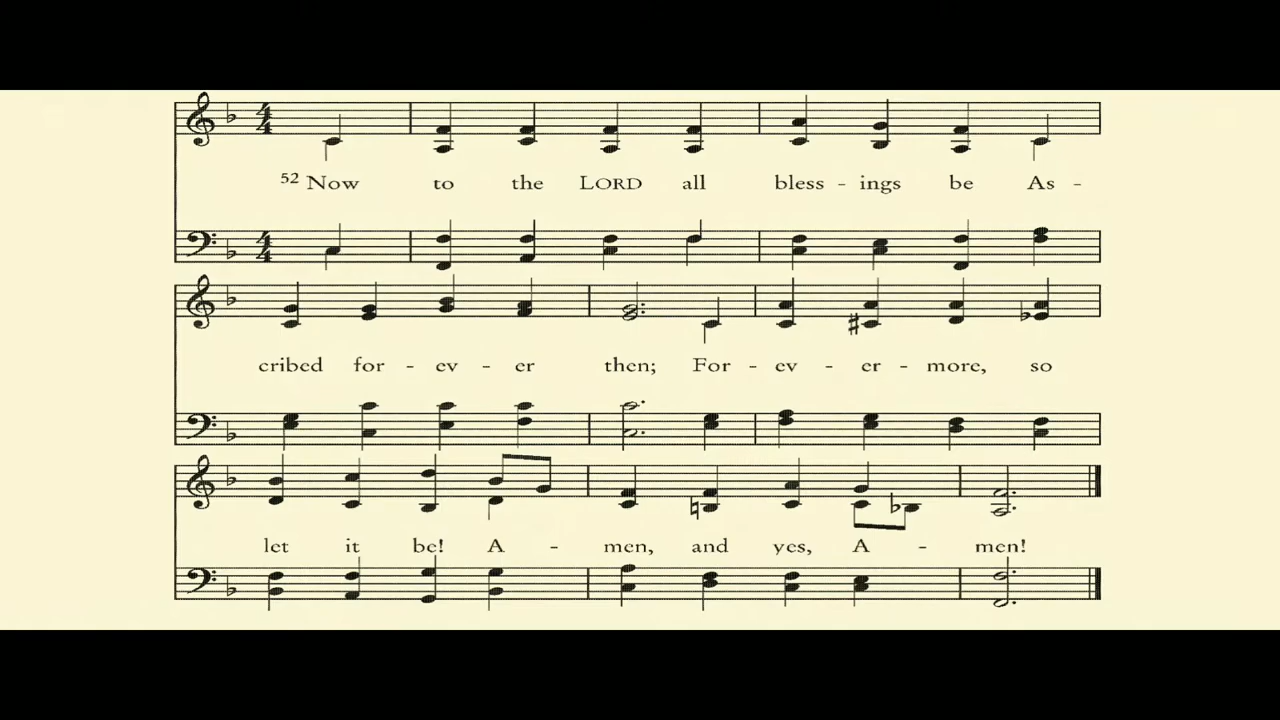 52 Now to the LORD all bless - ings be As -
cribed for - ev - er then; For - ev - er - more, so
let it be! A - men, and yes, A - men!